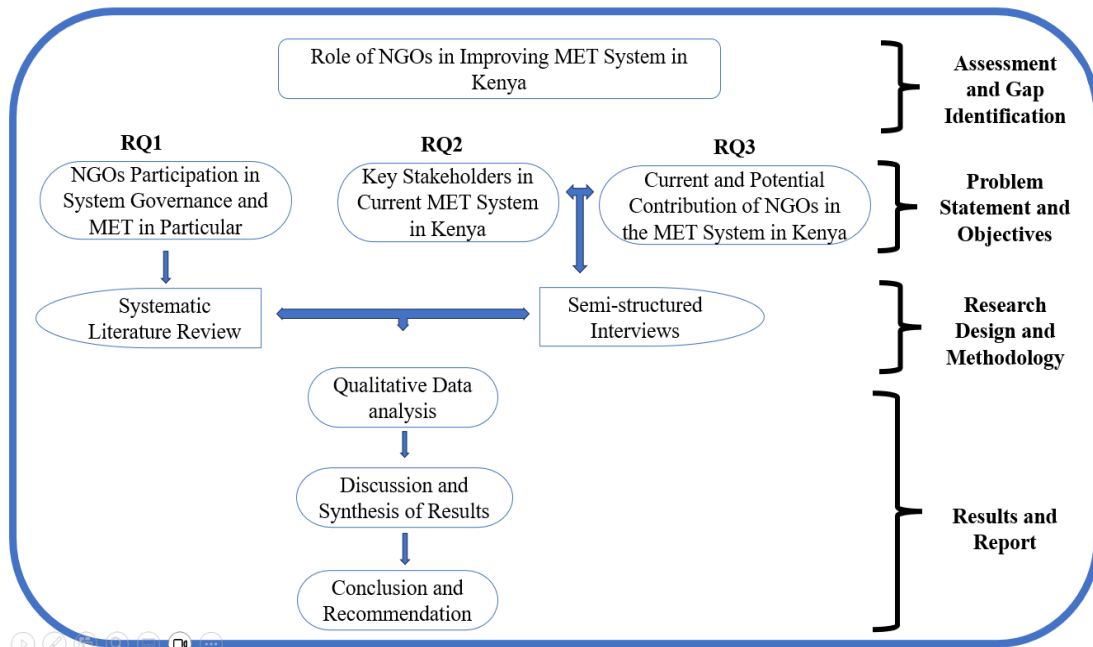 Role of NGOs in Improving MET System in
Kenya
Assessment
and Gap
Identification
RQ1
RQ2
RQ3
NGOs Participation in
System Governance and
MET in Particular
Key Stakeholders in
Current MET System
in Kenya
Current and Potential
Contribution of NGOs in
the MET System in Kenya
Problem
Statement and
Objectives
Systematic
Literature Review
Semi-structured
Interviews
Research
Design and
Methodology
Qualitative Data
analysis
Discussion and
Synthesis of Results
Conclusion and
Recommendation
Results and
Report